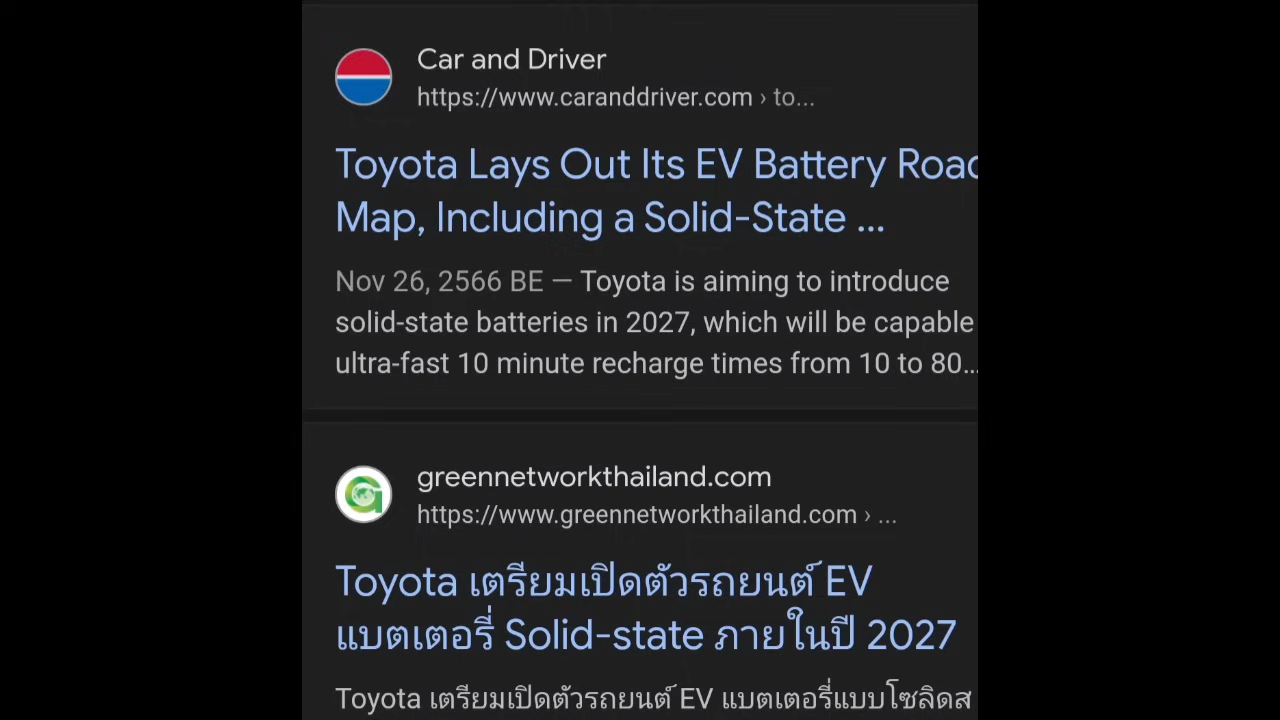 Car and Driver
https://www.caranddriver.com › to...
Toyota Lays Out Its EV Battery Road
Map, Including a Solid-State ...
Nov 26, 2566 BE — Toyota is aiming to introduce
solid-state batteries in 2027, which will be capable
ultra-fast 10 minute recharge times from 10 to 80...
greennetworkthailand.com
https://www.greennetworkthailand.com › ...
Toyota เตรียมเปิดตัวรถยนต์ EV
แบตเตอรี่ Solid-state ภายในปี 2027
Toyota เตรียมเปิดตัวรถยนต์ EV แบตเตอรี่แบบโซลิดส